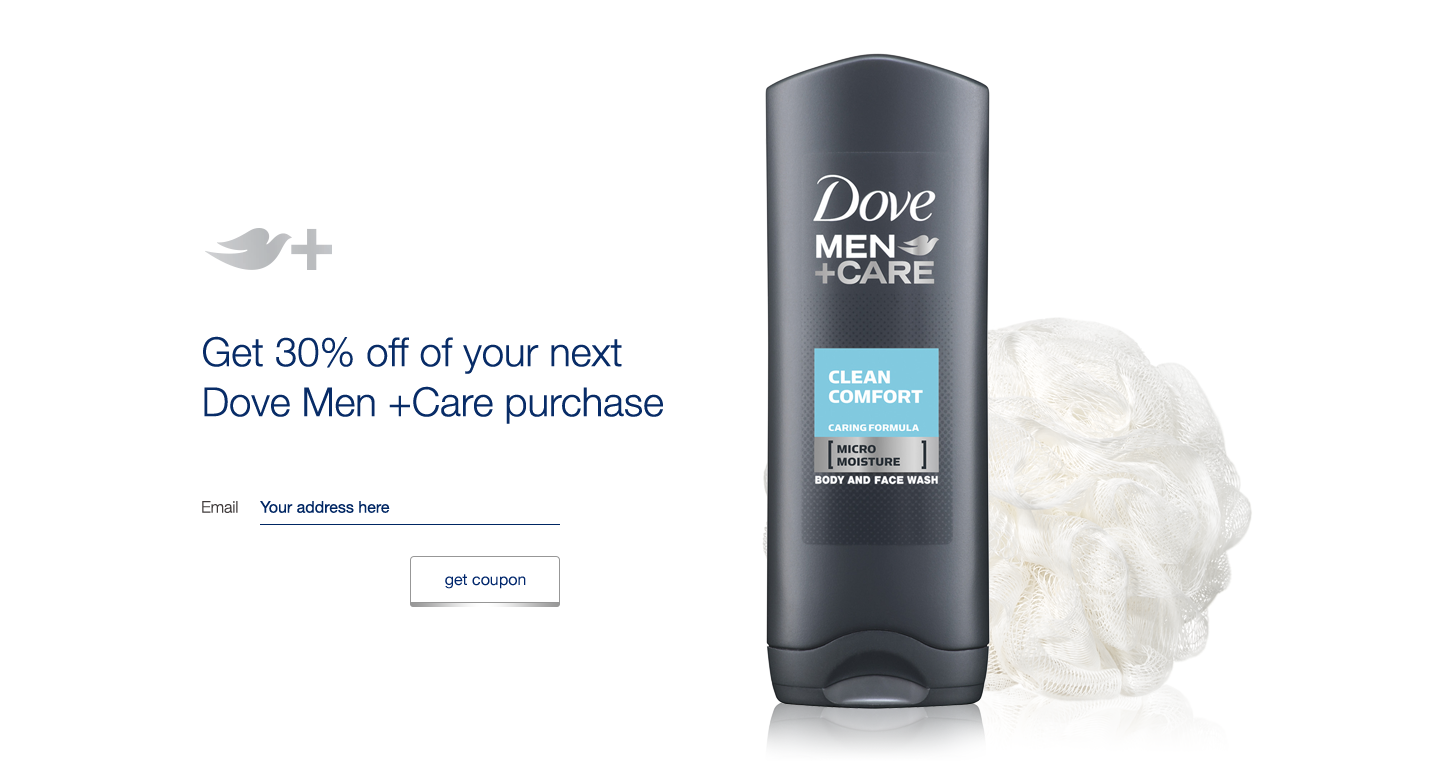 Get 30% off of your next
Dove Men +Care purchase
Email Your address here
get coupon
Dove
MEN
+CARE
CLEAN
COMFORT
CARING FORMULA
[MICRO
MOISTURE]
BODY AND FACE WASH